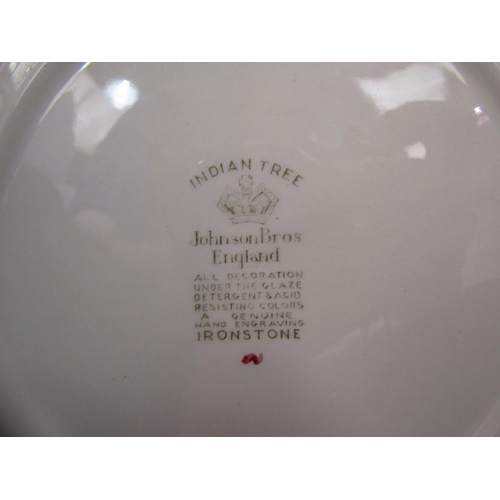 INDIAN TREE
Johnson Bros
England
ALL DECORATION
UNDER THE GLAZE
DETERGENT & ACID
RESISTING COLORS
A GENUINE
HAND ENGRAVING
IRONSTONE